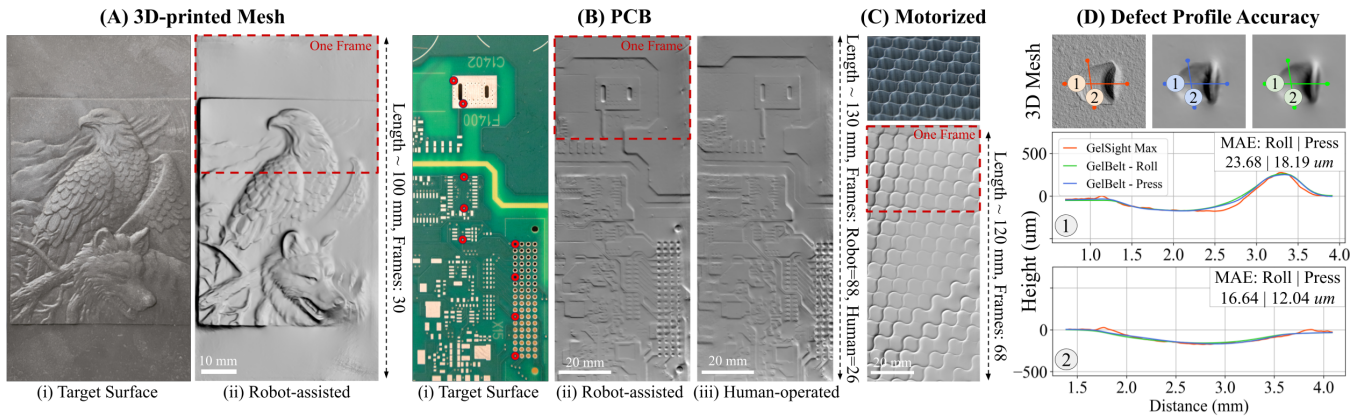 (A) 3D-printed Mesh
One Frame
10 mm
(i) Target Surface
(ii) Robot-assisted
Length ~ 100 mm, Frames: 30
(B) PCB
C1402
F1400
X15
One Frame
20 mm
20 mm
(i) Target Surface
(ii) Robot-assisted
(iii) Human-operated
Length ~ 130 mm, Frames: Robot=88, Human=26
(C) Motorized
One Frame
20 mm
Length ~ 120 mm, Frames: 68
(D) Defect Profile Accuracy
3D Mesh
1
2
1
2
1
2
GelSight Max
GelBelt - Roll
GelBelt - Press
MAE: Roll | Press
23.68 | 18.19 um
500
0
1
1.0 1.5 2.0 2.5 3.0 3.5 4.0
MAE: Roll | Press
16.64 | 12.04 um
0
−500
2
1.5 2.0 2.5 3.0 3.5 4.0
Height (um)
Distance (mm)